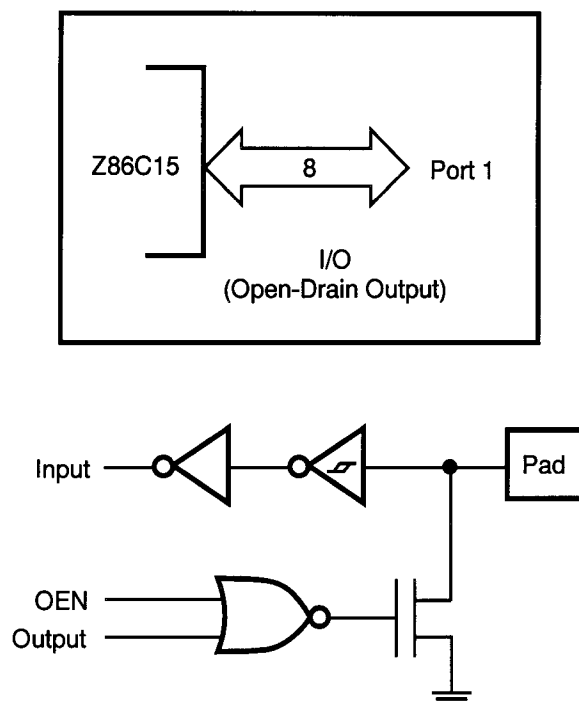 Z86C15
8
Port 1
I/O
(Open-Drain Output)
Input
Pad
OEN
Output